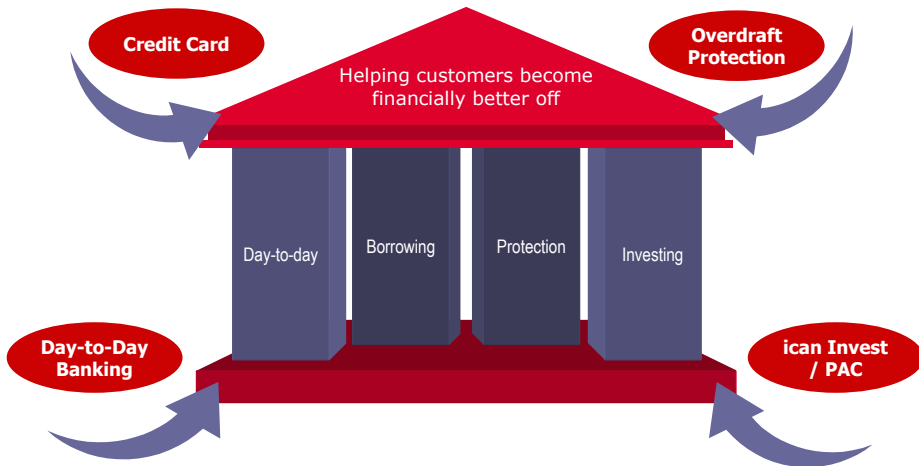 Credit Card
Overdraft
Protection
Helping customers become
financially better off
Day-to-day
Borrowing
Protection
Investing
Day-to-Day
Banking
ican Invest
/ PAC